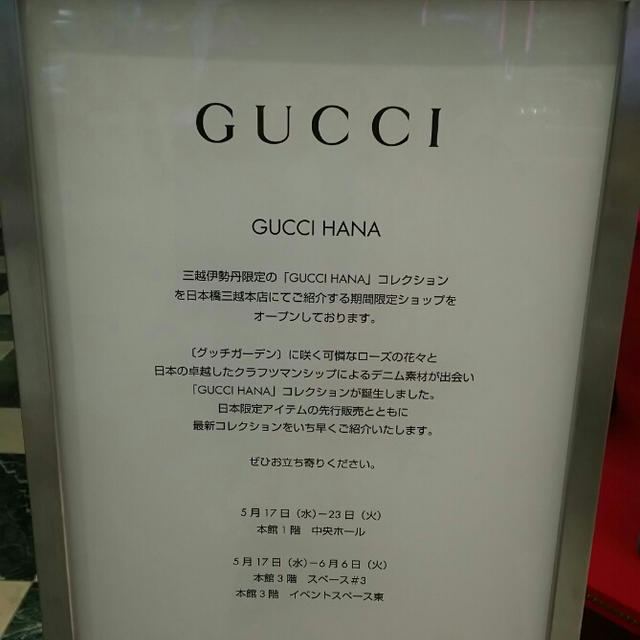 GUCCI
GUCCI HANA
三越伊勢丹限定の「GUCCI HANA」コレクション
を日本橋三越本店にてご紹介する期間限定ショップを
オープンしております。
〔グッチガーデン〕に咲く可憐なローズの花々と
日本の卓越したクラフツマンシップによるデニム素材が出会い
「GUCCI HANA」コレクションが誕生しました。
日本限定アイテムの先行販売とともに
最新コレクションをいち早くご紹介いたします。
ぜひお立ち寄りください。
5月17日（水）–23日（火）
本館1階　中央ホール
5月17日（水）–6月6日（火）
本館3階　スペース#3
本館3階　イベントスペース東